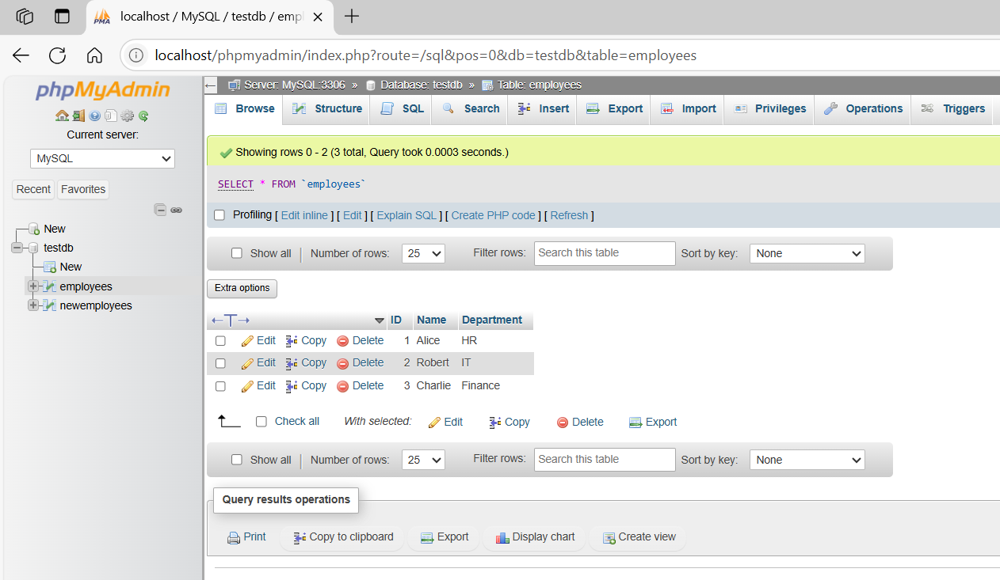 localhost / MySQL / testdb / empl
localhost/phpmyadmin/index.php?route=/sql&pos=0&db=testdb&table=employees
phpMyAdmin
Current server:
MySQL
Recent Favorites
New
testdb
New
employees
newemployees
Server: MySQL:3306 » Database: testdb » Table: employees
Browse Structure SQL Search Insert Export Import Privileges Operations Triggers
Showing rows 0 - 2 (3 total, Query took 0.0003 seconds.)
SELECT * FROM `employees`
Profiling [ Edit inline ] [ Edit ] [ Explain SQL ] [ Create PHP code ] [ Refresh ]
Show all | Number of rows: 25 Filter rows: Search this table Sort by key: None
Extra options
←T→ ID Name Department
Edit Copy Delete 1 Alice HR
Edit Copy Delete 2 Robert IT
Edit Copy Delete 3 Charlie Finance
Check all With selected: Edit Copy Delete Export
Show all | Number of rows: 25 Filter rows: Search this table Sort by key: None
Query results operations
Print Copy to clipboard Export Display chart Create view